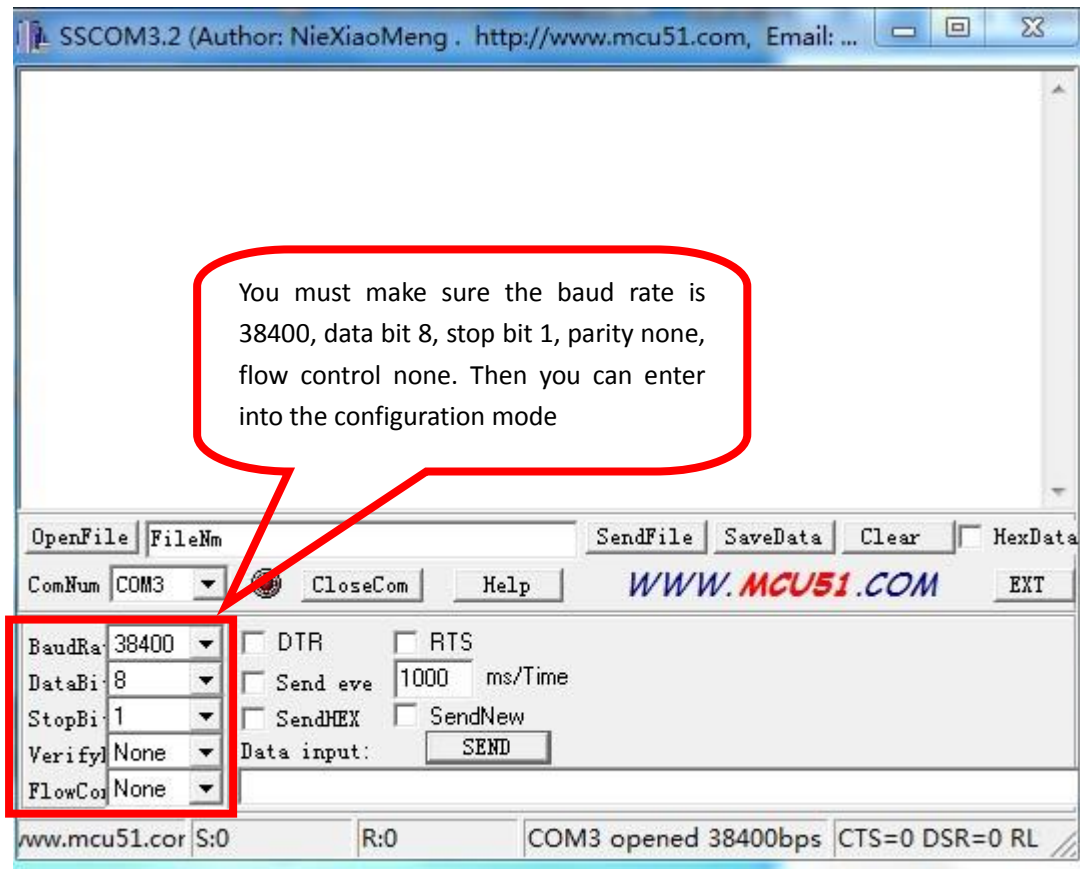 SSCOM3.2 (Author: NieXiaoMeng . http://www.mcu51.com, Email: ...
You must make sure the baud rate is
38400, data bit 8, stop bit 1, parity none,
flow control none. Then you can enter
into the configuration mode
OpenFile FileNm SendFile SaveData Clear HexData
ComNum COM3 CloseCom Help WWW.MCU51.COM EXT
BaudRa 38400 DTR RTS
DataBi 8 Send eve 1000 ms/Time
StopBi 1 SendHEX SendNew
Verify None Data input: SEND
FlowCo None
www.mcu51.cor S:0 R:0 COM3 opened 38400bps CTS=0 DSR=0 RL